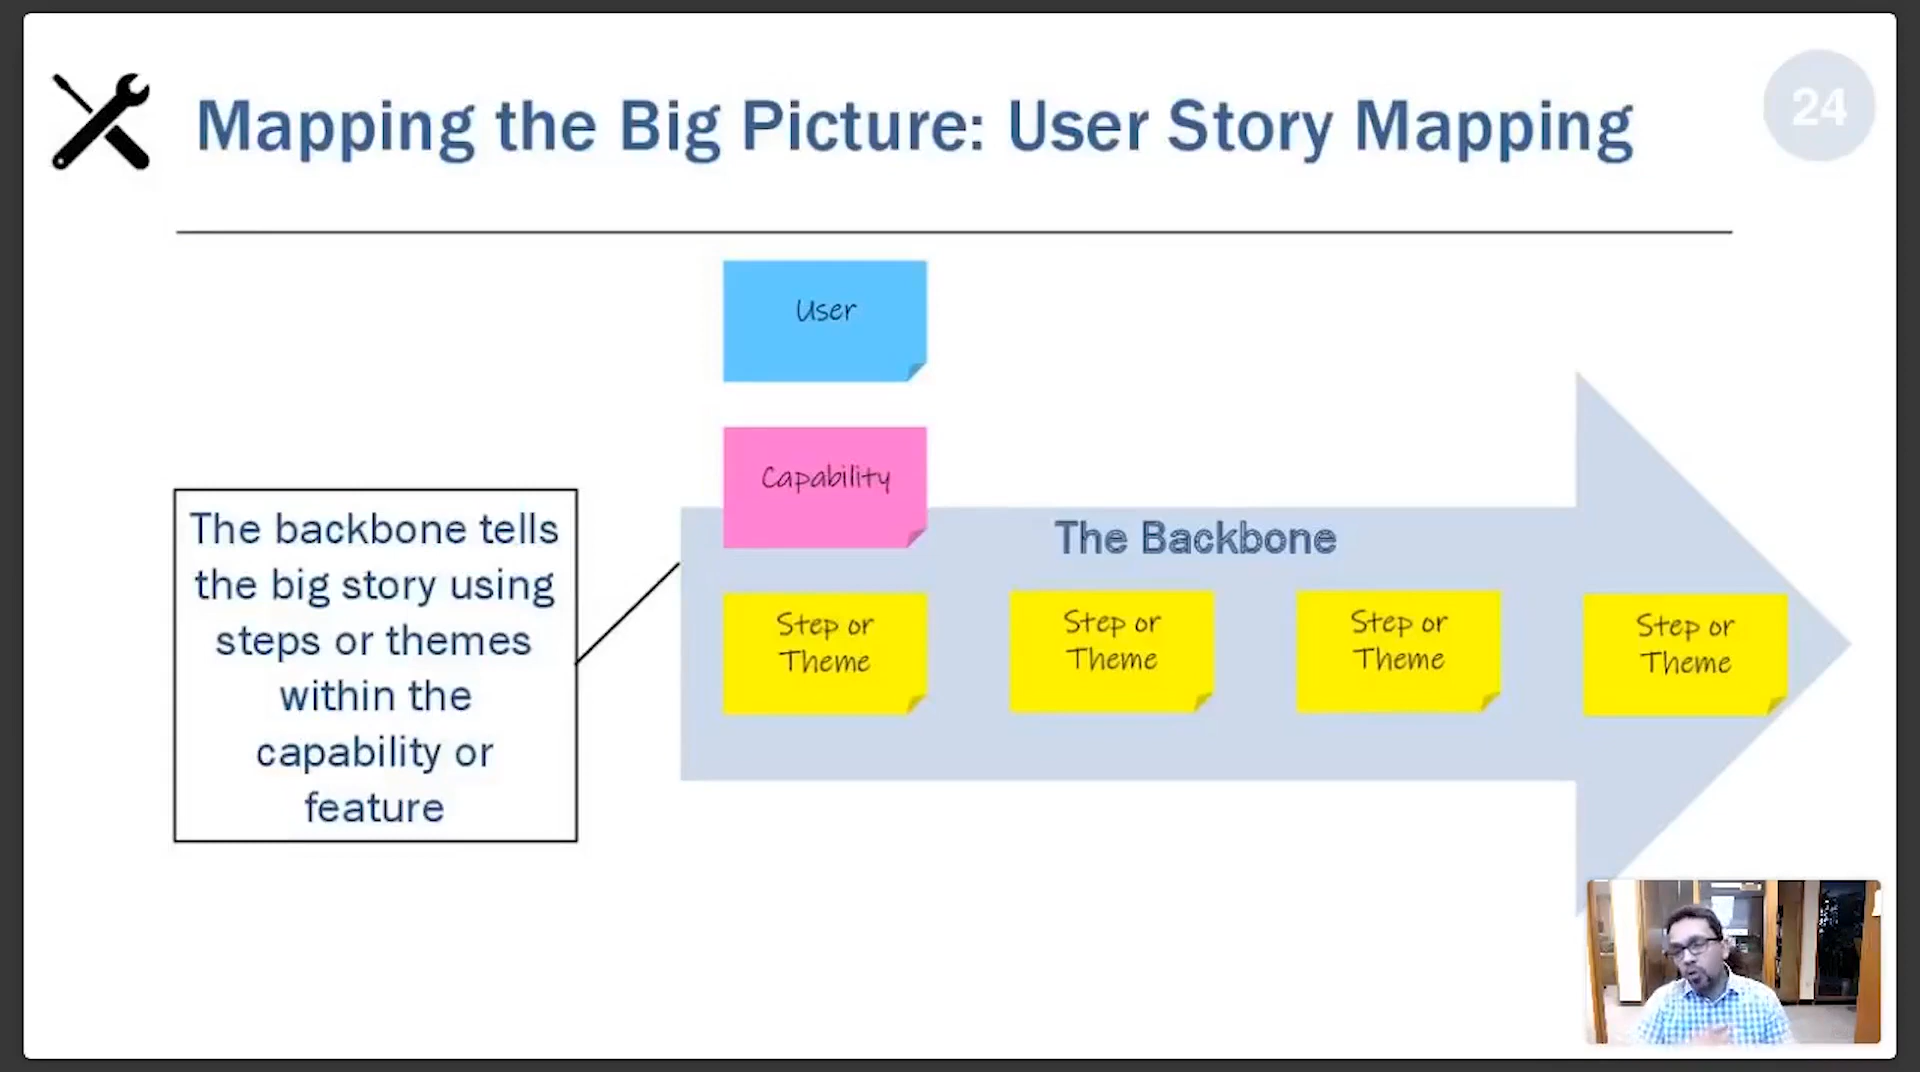 Mapping the Big Picture: User Story Mapping
24
User
Capability
The backbone tells
the big story using
steps or themes
within the
capability or
feature
The Backbone
Step or
Theme
Step or
Theme
Step or
Theme
Step or
Theme